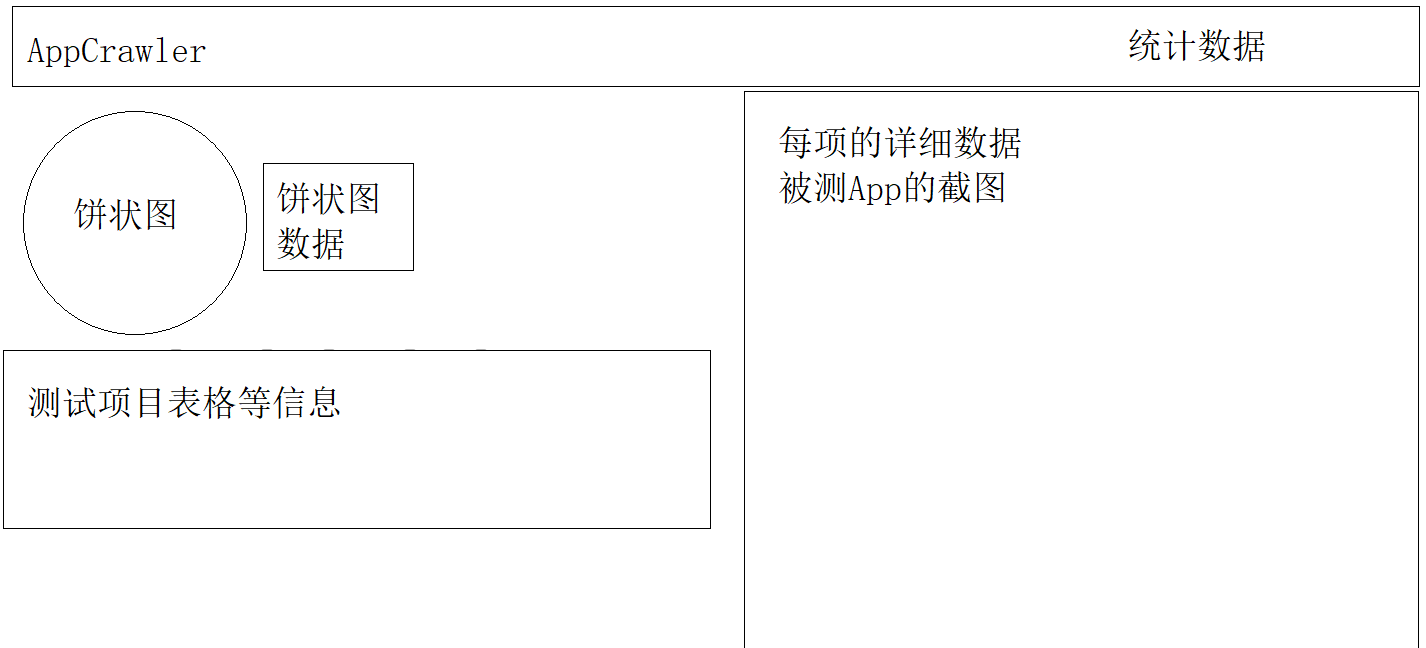 AppCrawler
统计数据
饼状图
饼状图
数据
测试项目表格等信息
每项的详细数据
被测App的截图